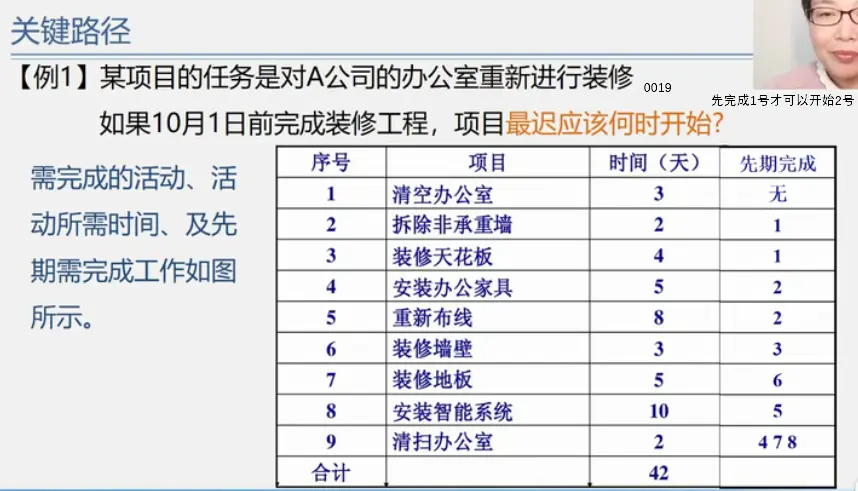 关键路径
【例1】某项目的任务是对A公司的办公室重新进行装修
0019
先完成1号才可以开始2号
如果10月1日前完成装修工程，项目最迟应该何时开始?
需完成的活动、活
动所需时间、及先
期需完成工作如图
所示。
序号 项目 时间（天） 先期完成
1 清空办公室 3 无
2 拆除非承重墙 2 1
3 装修天花板 4 1
4 安装办公家具 5 2
5 重新布线 8 2
6 装修墙壁 3 3
7 装修地板 5 6
8 安装智能系统 10 5
9 清扫办公室 2 4 7 8
合计 42